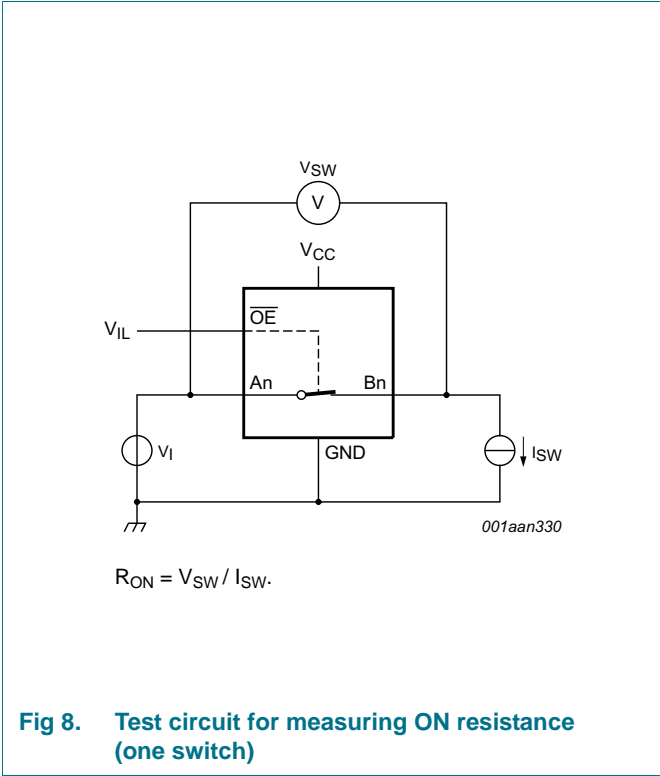 VSW
V
VCC
OE
VIL
An
Bn
VI
GND
ISW
001aan330
RON = VSW / ISW.
Fig 8. Test circuit for measuring ON resistance
(one switch)